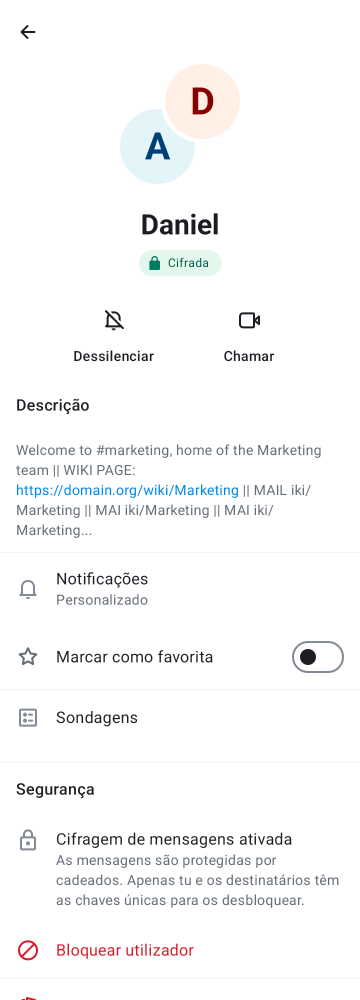 D
A
Daniel
Cifrada
Dessilenciar
Chamar
Descrição
Welcome to #marketing, home of the Marketing
team || WIKI PAGE:
https://domain.org/wiki/Marketing || MAIL iki/
Marketing || MAI iki/Marketing || MAI iki/
Marketing...
Notificações
Personalizado
Marcar como favorita
Sondagens
Segurança
Cifragem de mensagens ativada
As mensagens são protegidas por
cadeados. Apenas tu e os destinatários têm
as chaves únicas para os desbloquear.
Bloquear utilizador